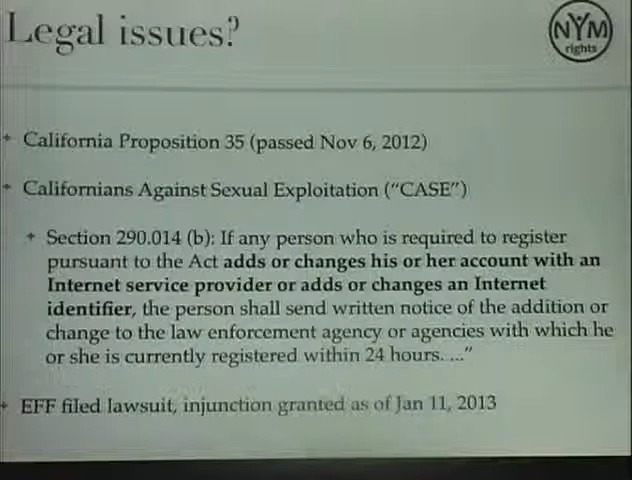 Legal issues?
NYM
rights
California Proposition 35 (passed Nov 6, 2012)
Californians Against Sexual Exploitation (“CASE”)
Section 290.014 (b): If any person who is required to register
pursuant to the Act adds or changes his or her account with an
Internet service provider or adds or changes an Internet
identifier, the person shall send written notice of the addition or
change to the law enforcement agency or agencies with which he
or she is currently registered within 24 hours. ...”
EFF filed lawsuit, injunction granted as of Jan 11, 2013